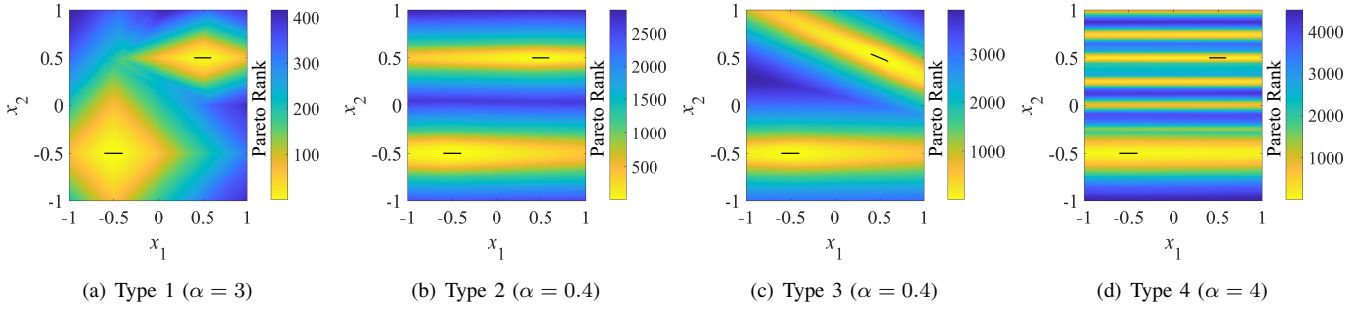 1
0.5
0
-0.5
-1
x2
-1 -0.5 0 0.5 1
x1
400
300
200
100
Pareto Rank
(a) Type 1 (α = 3)
1
0.5
0
-0.5
-1
x2
-1 -0.5 0 0.5 1
x1
2500
2000
1500
1000
500
Pareto Rank
(b) Type 2 (α = 0.4)
1
0.5
0
-0.5
-1
x2
-1 -0.5 0 0.5 1
x1
3000
2000
1000
Pareto Rank
(c) Type 3 (α = 0.4)
1
0.5
0
-0.5
-1
x2
-1 -0.5 0 0.5 1
x1
4000
3000
2000
1000
Pareto Rank
(d) Type 4 (α = 4)